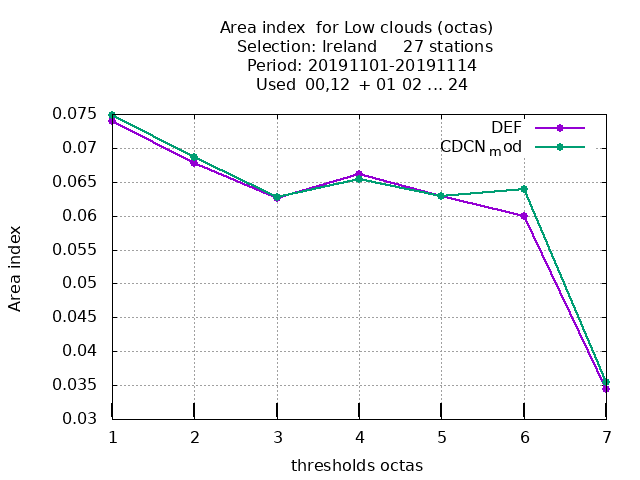 Area index for Low clouds (octas)
Selection: Ireland 27 stations
Period: 20191101-20191114
Used 00,12 + 01 02 ... 24
DEF
CDCN_mod
0.075
0.07
0.065
0.06
0.055
0.05
0.045
0.04
0.035
0.03
Area index
1 2 3 4 5 6 7
thresholds octas